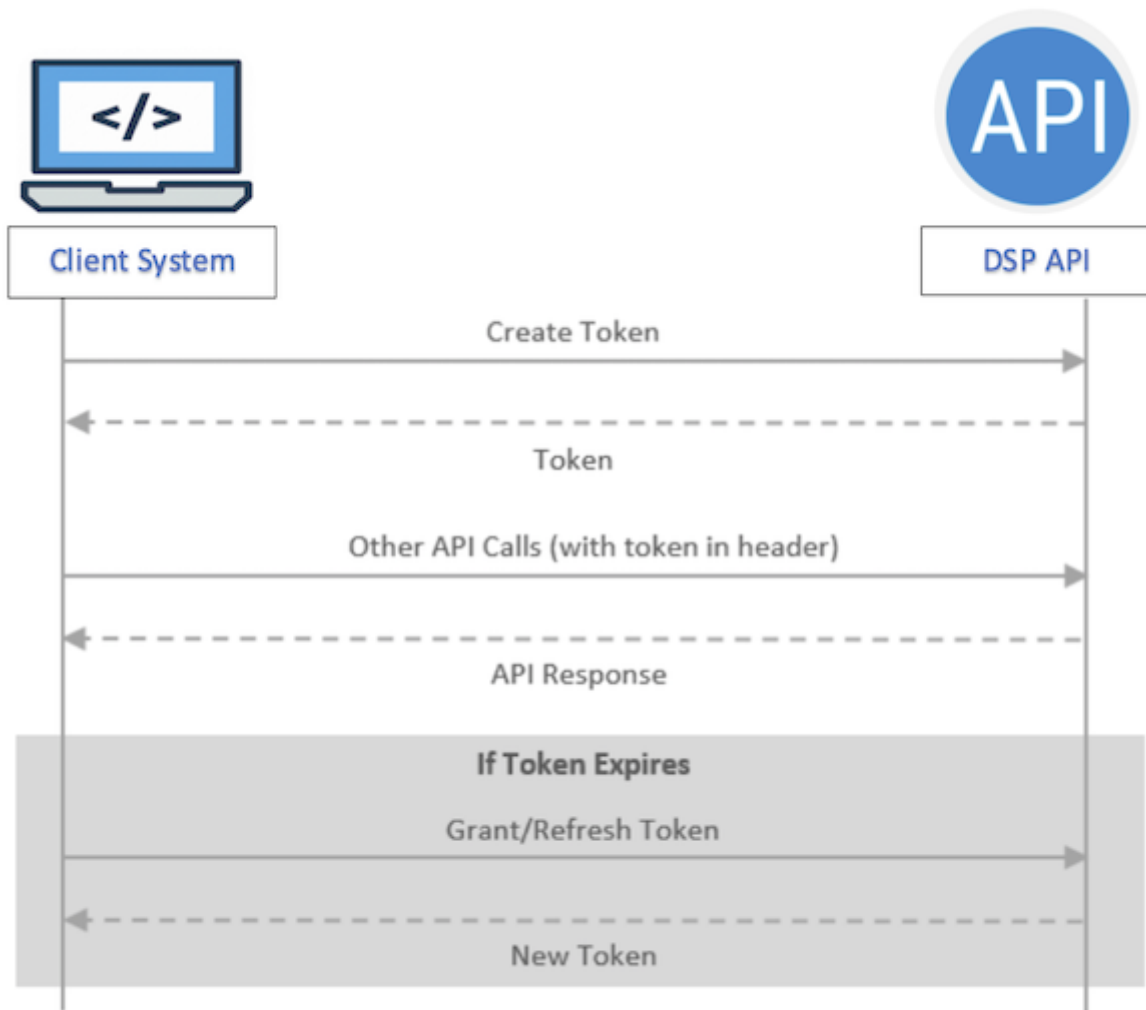 </>
API
Client System
DSP API
Create Token
Token
Other API Calls (with token in header)
API Response
If Token Expires
Grant/Refresh Token
New Token